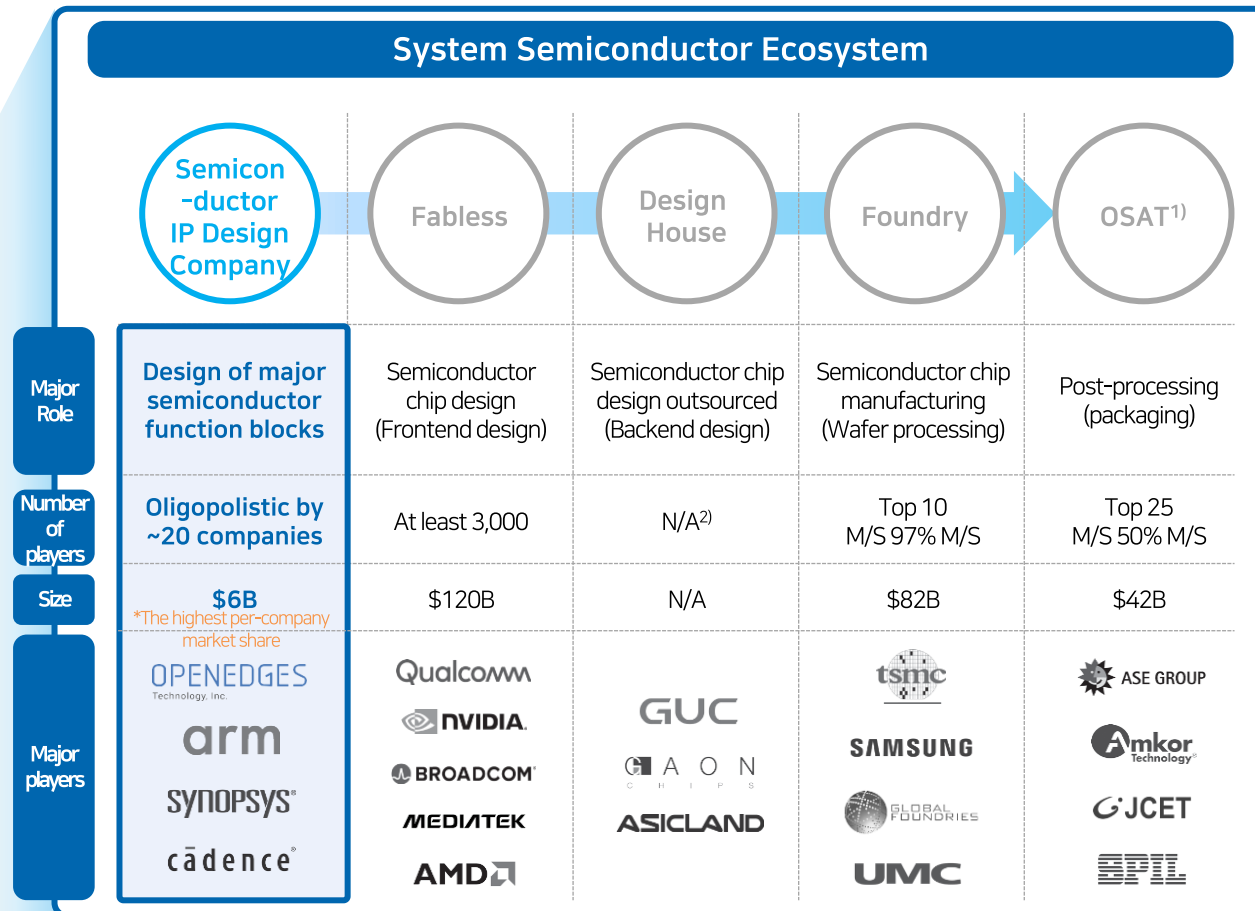 System Semiconductor Ecosystem
Semicon
-ductor
IP Design
Company
Fabless
Design
House
Foundry
OSAT1)
Major
Role
Design of major
semiconductor
function blocks
Semiconductor
chip design
(Frontend design)
Semiconductor chip
design outsourced
(Backend design)
Semiconductor chip
manufacturing
(Wafer processing)
Post-processing
(packaging)
Number
of
players
Oligopolistic by
~20 companies
At least 3,000
N/A2)
Top 10
M/S 97% M/S
Top 25
M/S 50% M/S
Size
$6B
*The highest per-company
market share
$120B
N/A
$82B
$42B
Major
players
OPENEDGES
Technology, Inc.
arm
SYNOPSYS®
cādence®
Qualcomm
NVIDIA.
BROADCOM®
MEDIATEK
AMD
GUC
GAON
CHIPS
ASICLAND
tsmc
SAMSUNG
GLOBAL
FOUNDRIES
UMC
ASE GROUP
Amkor
Technology®
JCET
SPIL